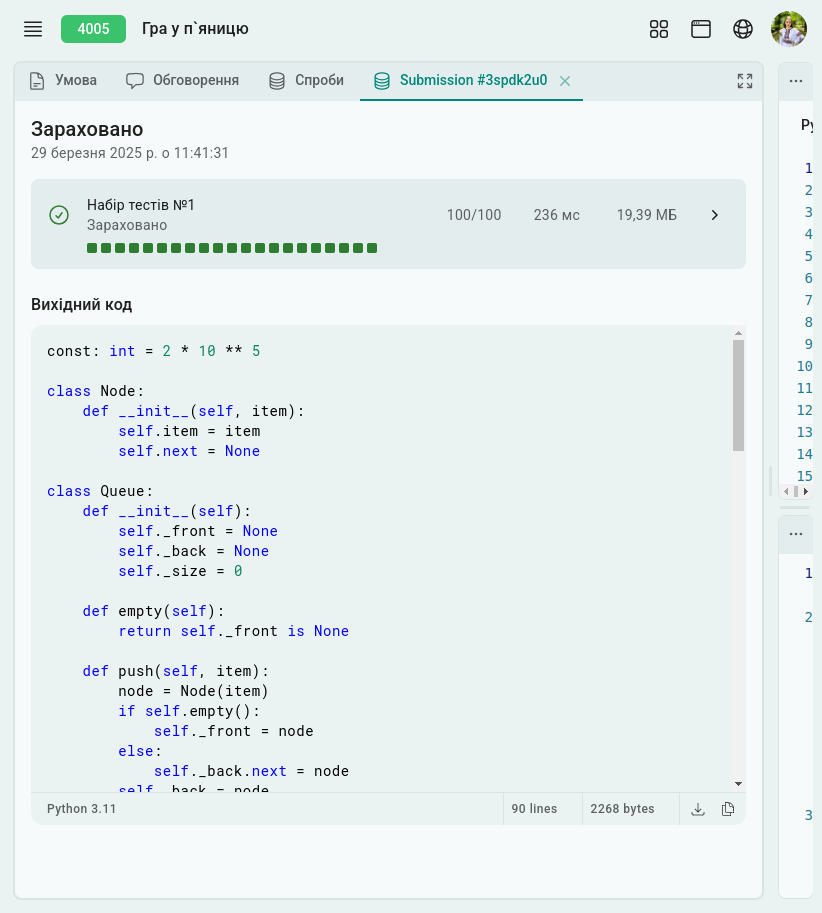 4005 Гра у п`яницю
Умова Обговорення Спроби Submission #3spdk2u0
Зараховано
29 березня 2025 р. о 11:41:31
Набір тестів №1
Зараховано
100/100 236 мс 19,39 МБ
Вихідний код
const: int = 2 * 10 ** 5
class Node:
    def __init__(self, item):
        self.item = item
        self.next = None
class Queue:
    def __init__(self):
        self._front = None
        self._back = None
        self._size = 0
    def empty(self):
        return self._front is None
    def push(self, item):
        node = Node(item)
        if self.empty():
            self._front = node
        else:
            self._back.next = node
        self._back = node
Python 3.11 90 lines 2268 bytes
...
Ру
1
2
3
4
5
6
7
8
9
10
11
12
13
14
15
...
1
2
3